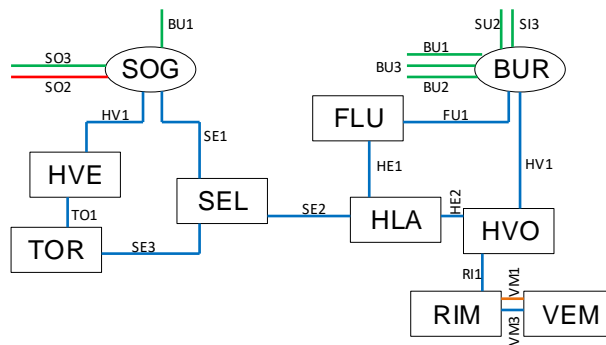 BU1
SU2
SI3
SO3
SOG
SO2
BU1
BU3
BUR
BU2
HV1
SE1
FLU
FU1
HVE
HE1
HV1
TO1
SEL
SE2
HLA
HE2
HVO
TOR
SE3
RI1
VM1
RIM
VEM
VM3